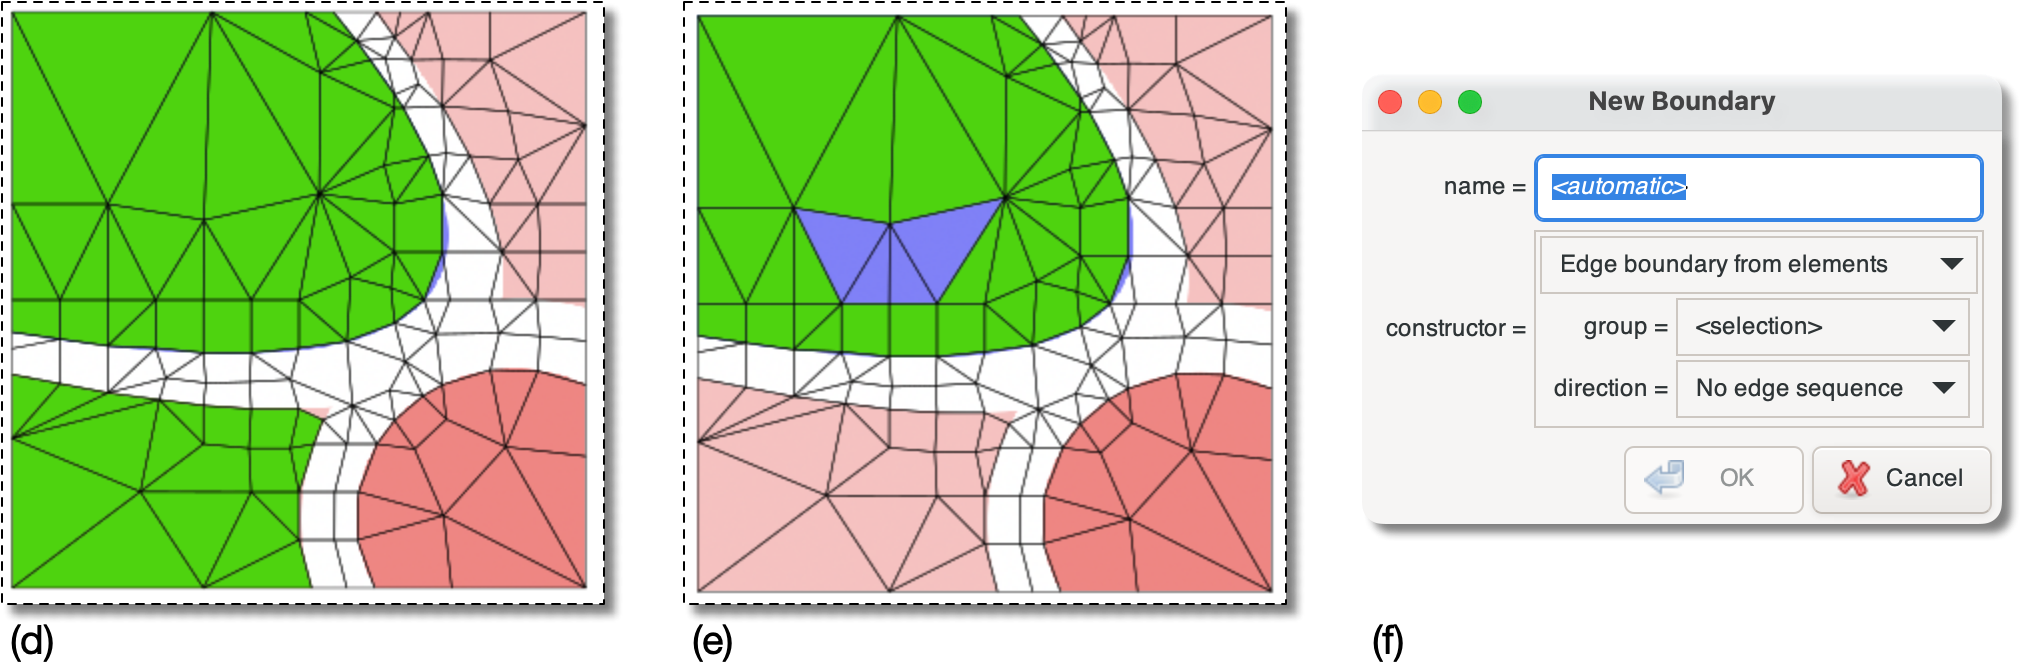 New Boundary
name = <automatic>
Edge boundary from elements
constructor = group = <selection>
direction = No edge sequence
OK Cancel
(d) (e) (f)